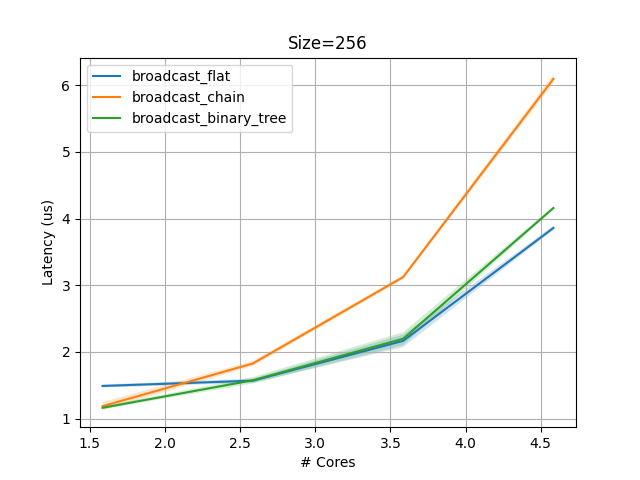 Size=256
broadcast_flat
broadcast_chain
broadcast_binary_tree
Latency (us)
6
5
4
3
2
1
1.5 2.0 2.5 3.0 3.5 4.0 4.5
# Cores